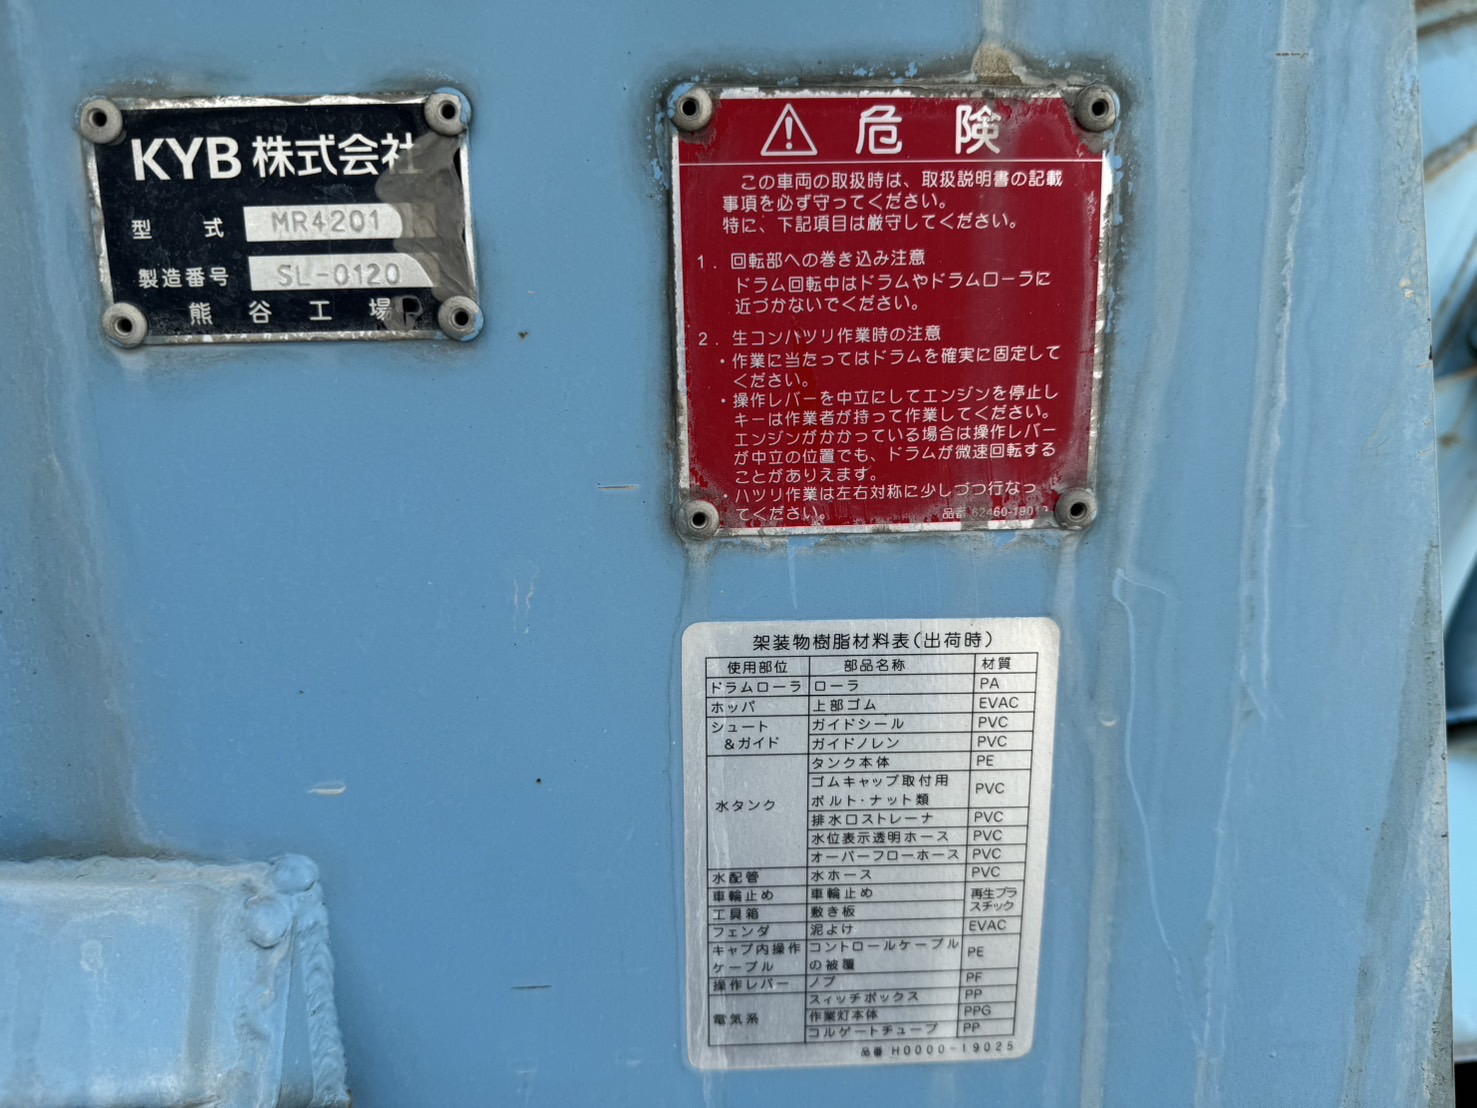 KYB 株式会社
型式 MR4201
製造番号 SL-0120
熊谷工場
危険
この車両の取扱時は、取扱説明書の記載
事項を必ず守ってください。
特に、下記項目は厳守してください。
1．回転部への巻き込み注意
ドラム回転中はドラムやドラムローラに
近づかないでください。
2．生コンハツリ作業時の注意
・作業に当たってはドラムを確実に固定して
ください。
・操作レバーを中立にしてエンジンを停止し
キーは作業者が持って作業してください。
エンジンがかかっている場合は操作レバー
が中立の位置でも、ドラムが微速回転する
ことがありえます。
・ハツリ作業は左右対称に少しづつ行なっ
てください。
品番
架装物樹脂材料表(出荷時)
使用部位 部品名称 材質
ドラムローラ ローラ PA
ホッパ 上部ゴム EVAC
シュート ガイドシール PVC
&ガイド ガイドノレン PVC
タンク本体 PE
水タンク ゴムキャップ取付用
ボルト・ナット類 PVC
排水口ストレーナ PVC
水位表示透明ホース PVC
オーバーフローホース PVC
水配管 水ホース PVC
車輪止め 車輪止め 再生プラ
工具箱 敷き板 スチック
フェンダ 泥よけ EVAC
キャブ内操作 コントロールケーブル
ケーブル の被覆 PE
操作レバー ノブ PF
電気系 スイッチボックス PP
作業灯本体 PPG
コルゲートチューブ PP
品番 H0000-19025